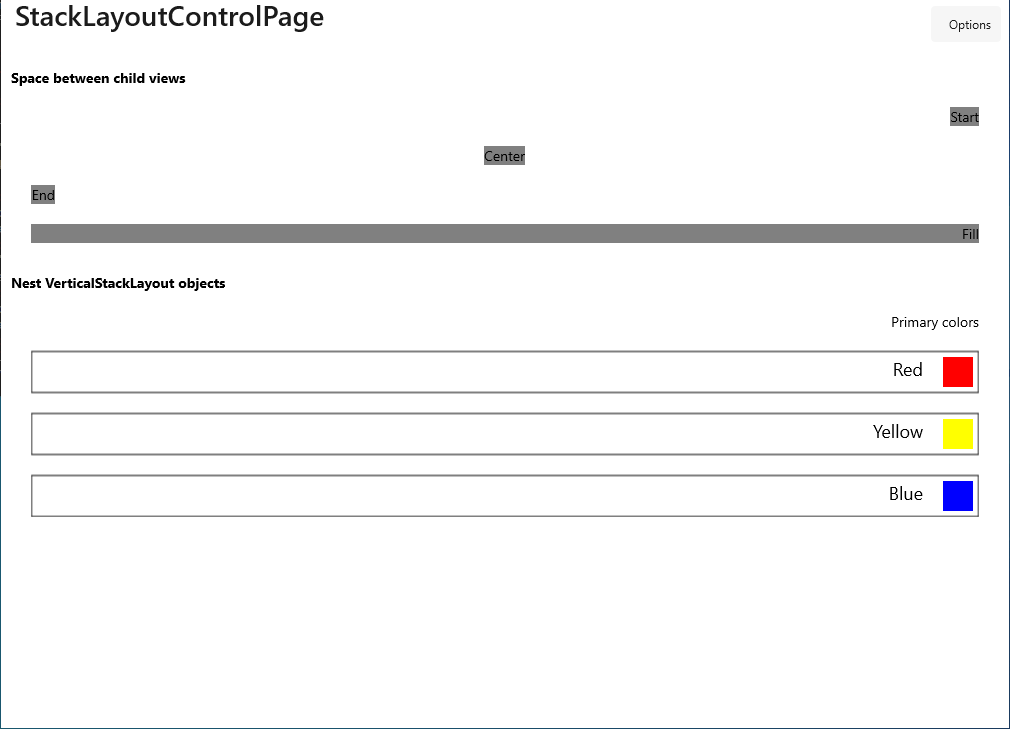 StackLayoutControlPage
Options
Space between child views
Start
Center
End
Fill
Nest VerticalStackLayout objects
Primary colors
Red
Yellow
Blue